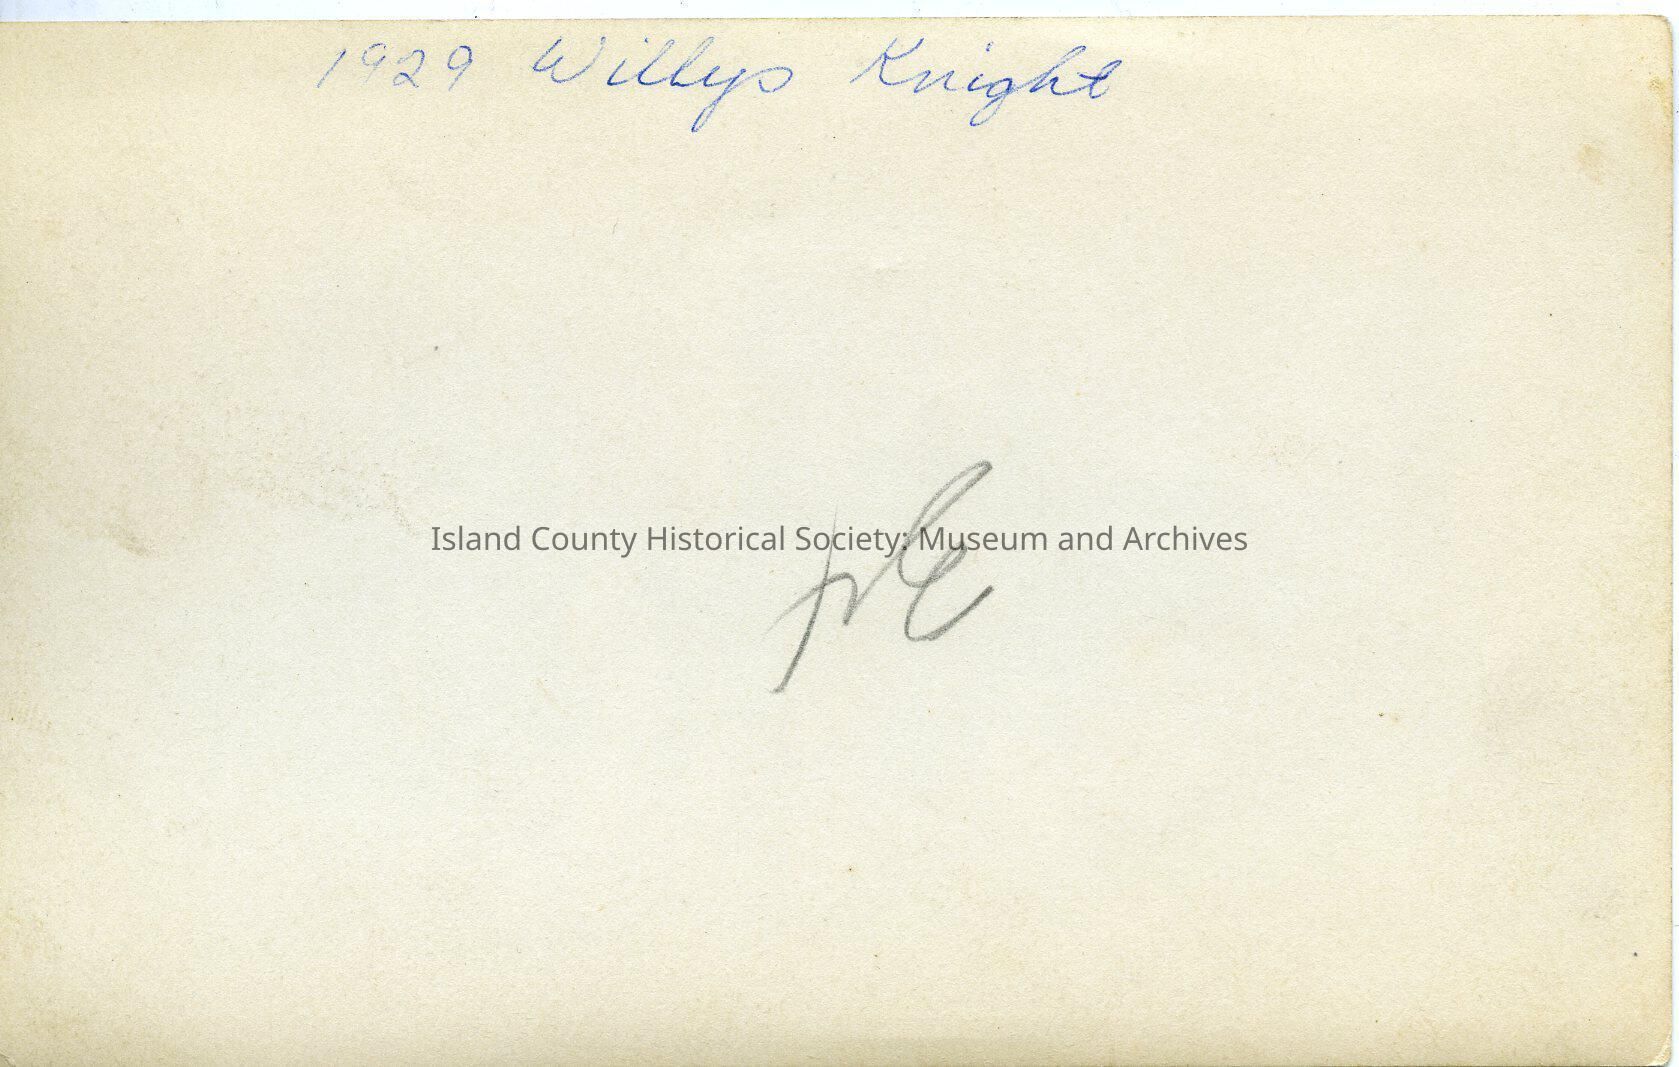 1929 Willys Knight
Island County Historical Society: Museum and Archives